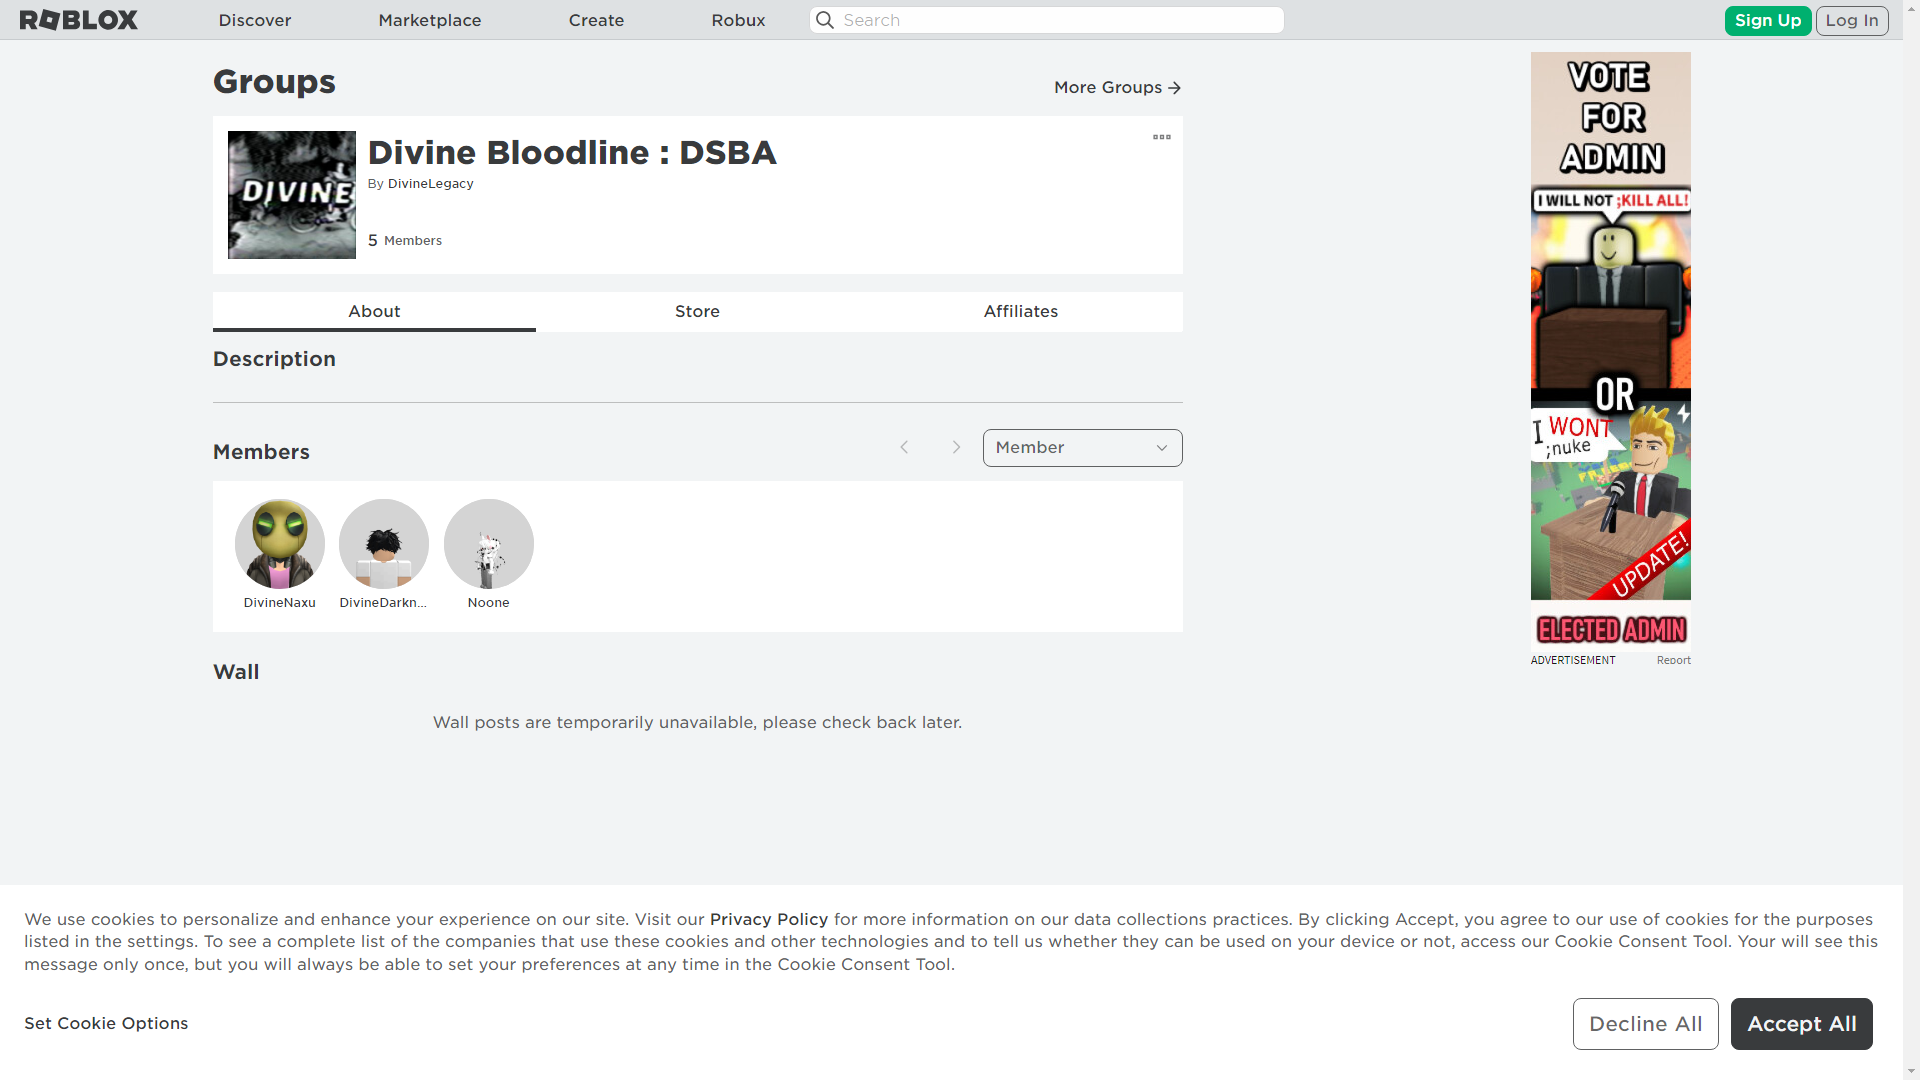 ROBLOX
Discover
Marketplace
Create
Robux
Search
Sign Up
Log In
Groups
More Groups
DIVINE
Divine Bloodline : DSBA
By DivineLegacy
5 Members
About
Store
Affiliates
Description
Members
Member
DivineNaxu
DivineDarkn...
Noone
Wall
Wall posts are temporarily unavailable, please check back later.
VOTE
FOR
ADMIN
I WILL NOT ;KILL ALL!
OR
I WONT
;nuke
UPDATE!
ELECTED ADMIN
ADVERTISEMENT
Report
We use cookies to personalize and enhance your experience on our site. Visit our Privacy Policy for more information on our data collections practices. By clicking Accept, you agree to our use of cookies for the purposes
listed in the settings. To see a complete list of the companies that use these cookies and other technologies and to tell us whether they can be used on your device or not, access our Cookie Consent Tool. Your will see this
message only once, but you will always be able to set your preferences at any time in the Cookie Consent Tool.
Set Cookie Options
Decline All
Accept All